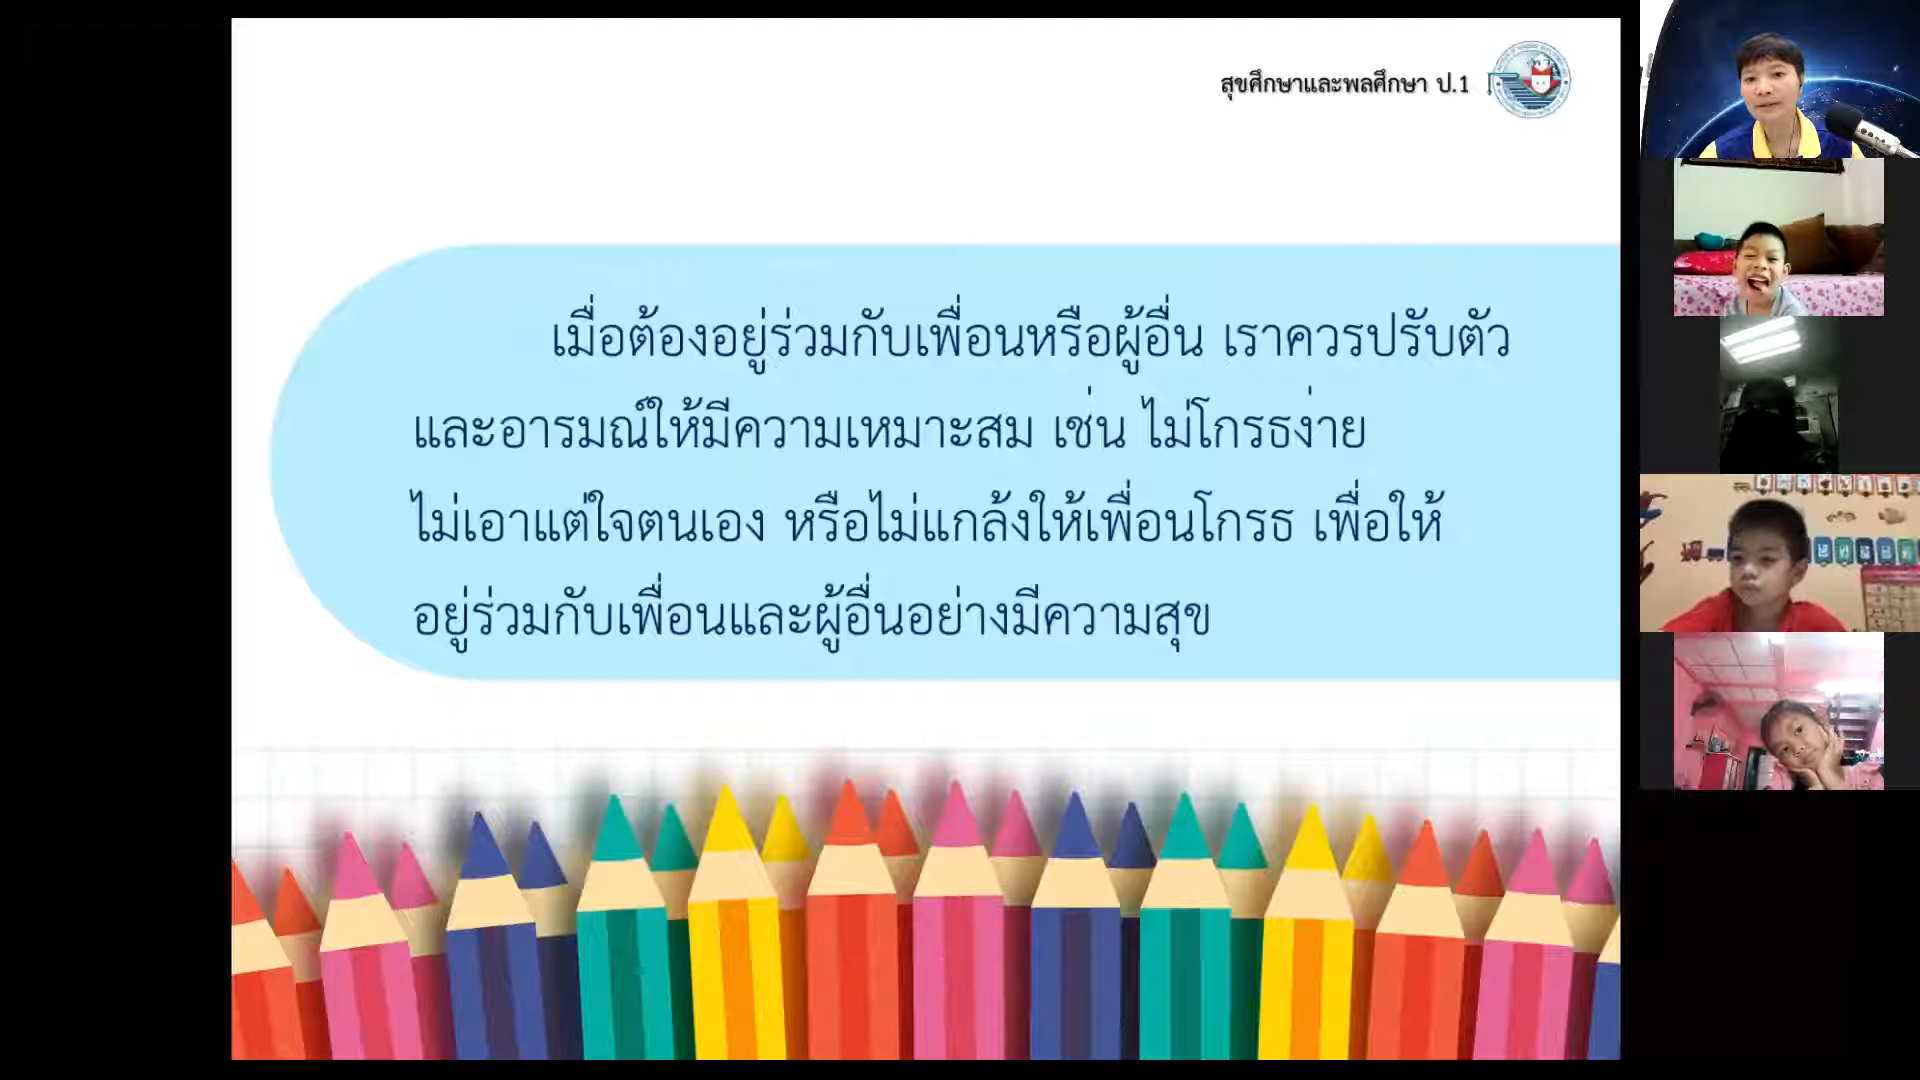 สุขศึกษาและพลศึกษา ป.1
เมื่อต้องอยู่ร่วมกับเพื่อนหรือผู้อื่น เราควรปรับตัว
และอารมณ์ให้มีความเหมาะสม เช่น ไม่โกรธง่าย
ไม่เอาแต่ใจตนเอง หรือไม่แกล้งให้เพื่อนโกรธ เพื่อให้
อยู่ร่วมกับเพื่อนและผู้อื่นอย่างมีความสุข